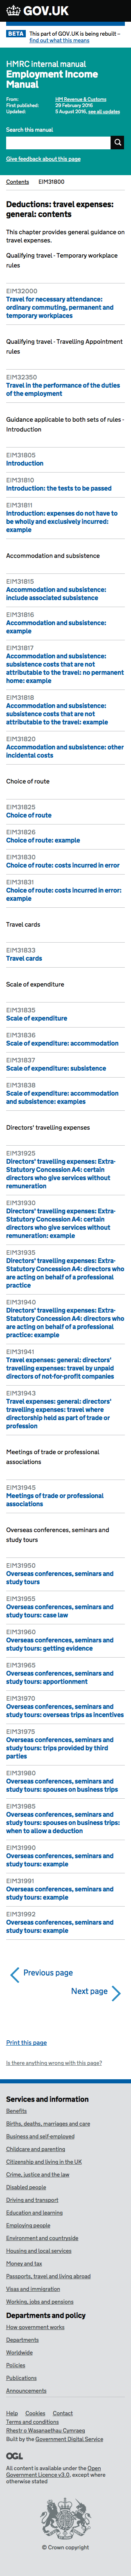 GOV.UK
BETA This part of GOV.UK is being rebuilt –
find out what this means
HMRC internal manual
Employment Income
Manual
From: HM Revenue & Customs
First published: 29 February 2016
Updated: 5 August 2016, see all updates
Search this manual
Give feedback about this page
Contents EIM31800
Deductions: travel expenses:
general: contents
This chapter provides general guidance on
travel expenses.
Qualifying travel - Temporary workplace
rules
EIM32000
Travel for necessary attendance:
ordinary commuting, permanent and
temporary workplaces
Qualifying travel - Travelling Appointment
rules
EIM32350
Travel in the performance of the duties
of the employment
Guidance applicable to both sets of rules -
Introduction
EIM31805
Introduction
EIM31810
Introduction: the tests to be passed
EIM31811
Introduction: expenses do not have to
be wholly and exclusively incurred:
example
Accommodation and subsistence
EIM31815
Accommodation and subsistence:
include associated subsistence
EIM31816
Accommodation and subsistence:
example
EIM31817
Accommodation and subsistence:
subsistence costs that are not
attributable to the travel: no permanent
home: example
EIM31818
Accommodation and subsistence:
subsistence costs that are not
attributable to the travel: example
EIM31820
Accommodation and subsistence: other
incidental costs
Choice of route
EIM31825
Choice of route
EIM31826
Choice of route: example
EIM31830
Choice of route: costs incurred in error
EIM31831
Choice of route: costs incurred in error:
example
Travel cards
EIM31833
Travel cards
Scale of expenditure
EIM31835
Scale of expenditure
EIM31836
Scale of expenditure: accommodation
EIM31837
Scale of expenditure: subsistence
EIM31838
Scale of expenditure: accommodation
and subsistence: examples
Directors' travelling expenses
EIM31925
Directors' travelling expenses: Extra-
Statutory Concession A4: certain
directors who give services without
remuneration
EIM31930
Directors' travelling expenses: Extra-
Statutory Concession A4: certain
directors who give services without
remuneration: example
EIM31935
Directors' travelling expenses: Extra-
Statutory Concession A4: directors who
are acting on behalf of a professional
practice
EIM31940
Directors' travelling expenses: Extra-
Statutory Concession A4: directors who
are acting on behalf of a professional
practice: example
EIM31941
Travel expenses: general: directors'
travelling expenses: travel by unpaid
directors of not-for-profit companies
EIM31943
Travel expenses: general: directors'
travelling expenses: travel where
directorship held as part of trade or
profession
Meetings of trade or professional
associations
EIM31945
Meetings of trade or professional
associations
Overseas conferences, seminars and
study tours
EIM31950
Overseas conferences, seminars and
study tours
EIM31955
Overseas conferences, seminars and
study tours: case law
EIM31960
Overseas conferences, seminars and
study tours: getting evidence
EIM31965
Overseas conferences, seminars and
study tours: apportionment
EIM31970
Overseas conferences, seminars and
study tours: overseas trips as incentives
EIM31975
Overseas conferences, seminars and
study tours: trips provided by third
parties
EIM31980
Overseas conferences, seminars and
study tours: spouses on business trips
EIM31985
Overseas conferences, seminars and
study tours: spouses on business trips:
when to allow a deduction
EIM31990
Overseas conferences, seminars and
study tours: example
EIM31991
Overseas conferences, seminars and
study tours: example
EIM31992
Overseas conferences, seminars and
study tours: example
Previous page
Next page
Print this page
Is there anything wrong with this page?
Services and information
Benefits
Births, deaths, marriages and care
Business and self-employed
Childcare and parenting
Citizenship and living in the UK
Crime, justice and the law
Disabled people
Driving and transport
Education and learning
Employing people
Environment and countryside
Housing and local services
Money and tax
Passports, travel and living abroad
Visas and immigration
Working, jobs and pensions
Departments and policy
How government works
Departments
Worldwide
Policies
Publications
Announcements
Help Cookies Contact
Terms and conditions
Rhestr o Wasanaethau Cymraeg
Built by the Government Digital Service
OGL
All content is available under the Open
Government Licence v3.0, except where
otherwise stated
© Crown copyright